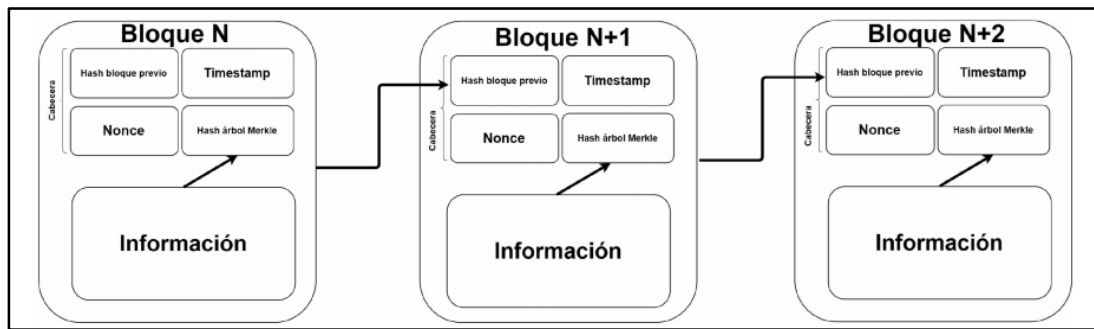 Bloque N
Cabecera
Hash bloque previo
Timestamp
Nonce
Hash árbol Merkle
Información
Bloque N+1
Cabecera
Hash bloque previo
Timestamp
Nonce
Hash árbol Merkle
Información
Bloque N+2
Cabecera
Hash bloque previo
Timestamp
Nonce
Hash árbol Merkle
Información